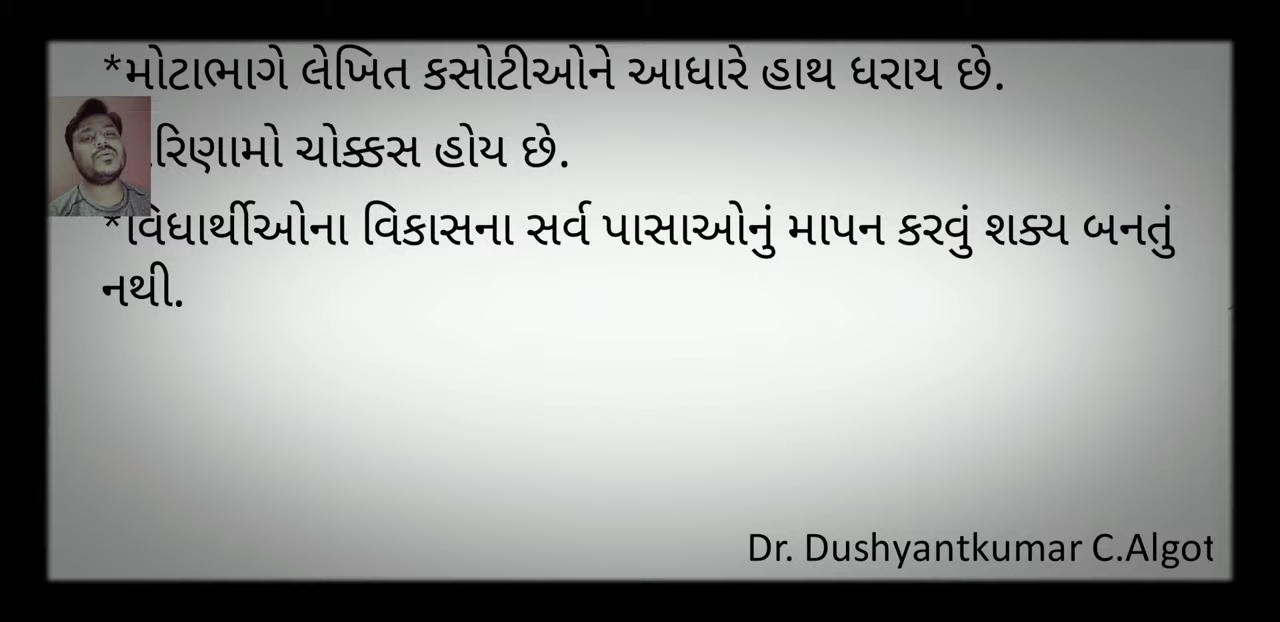 *મોટાભાગે લેખિત કસોટીઓને આધારે હાથ ધરાય છે.
ચોક્કસ હોય છે.
*વિધાર્થીઓના વિકાસના સર્વ પાસાઓનું માપન કરવું શક્ય બનતું
નથી.
Dr. Dushyantkumar C.Algot